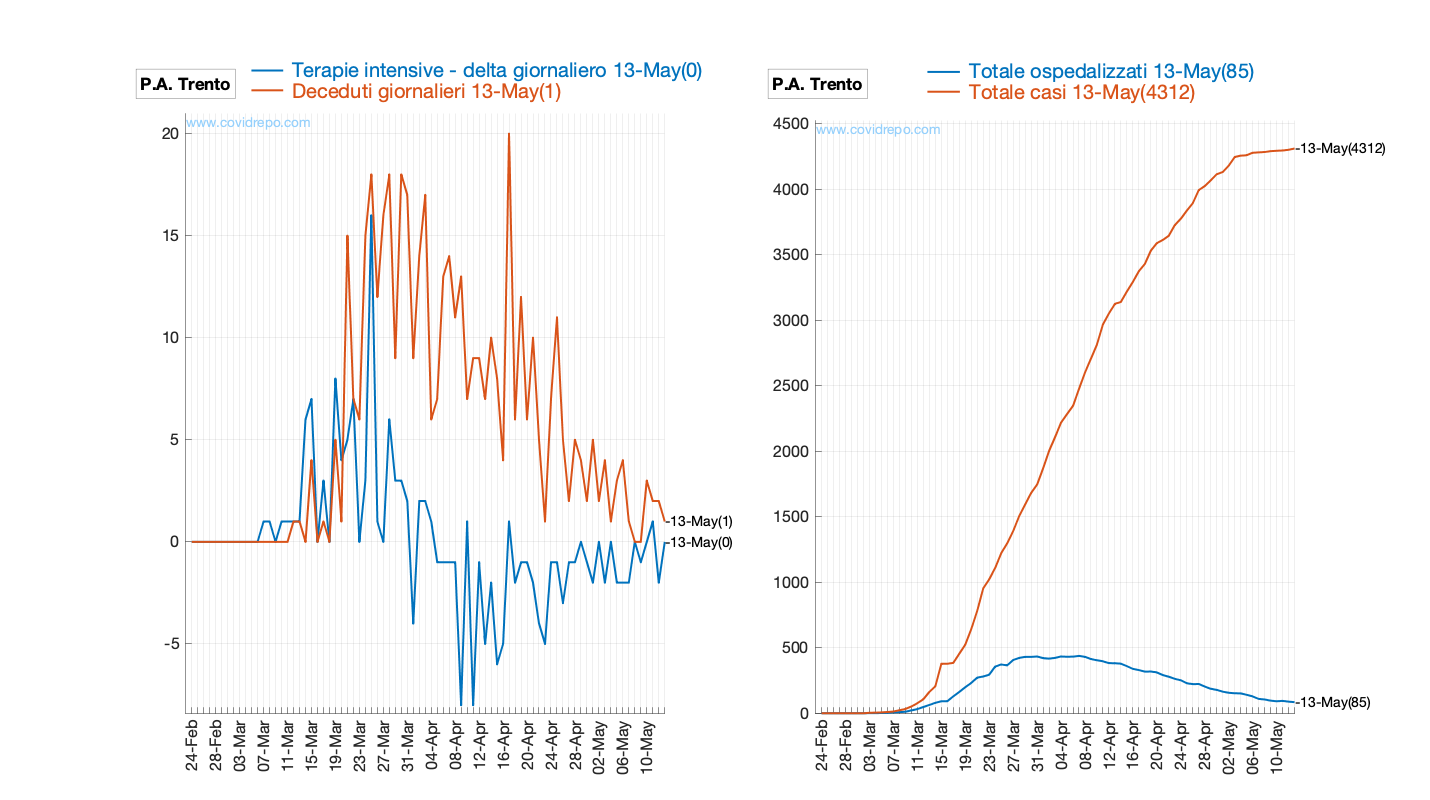 P.A. Trento
Terapie intensive - delta giornaliero 13-May(0)
Deceduti giornalieri 13-May(1)
www.covidrepo.com
20
15
10
5
0
-5
13-May(1)
13-May(0)
24-Feb
28-Feb
03-Mar
07-Mar
11-Mar
15-Mar
19-Mar
23-Mar
27-Mar
31-Mar
04-Apr
08-Apr
12-Apr
16-Apr
20-Apr
24-Apr
28-Apr
02-May
06-May
10-May
P.A. Trento
Totale ospedalizzati 13-May(85)
Totale casi 13-May(4312)
www.covidrepo.com
4500
4000
3500
3000
2500
2000
1500
1000
500
0
13-May(4312)
13-May(85)
24-Feb
28-Feb
03-Mar
07-Mar
11-Mar
15-Mar
19-Mar
23-Mar
27-Mar
31-Mar
04-Apr
08-Apr
12-Apr
16-Apr
20-Apr
24-Apr
28-Apr
02-May
06-May
10-May